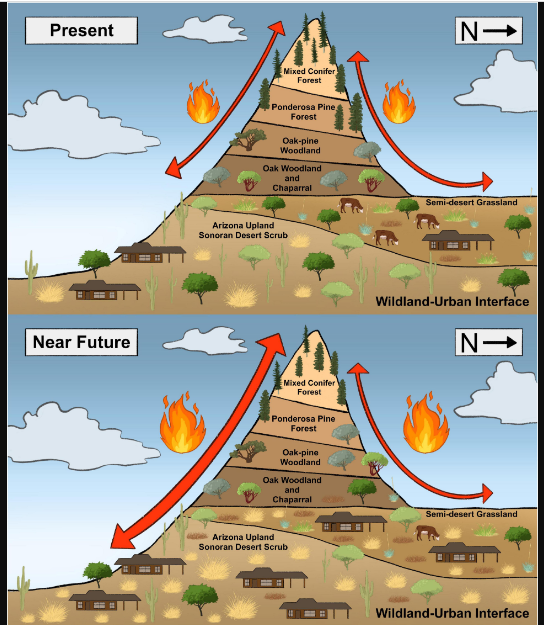 Present
N
Mixed Conifer
Forest
Ponderosa Pine
Forest
Oak-pine
Woodland
Oak Woodland
and
Chaparral
Semi-desert Grassland
Arizona Upland
Sonoran Desert Scrub
Wildland-Urban Interface
Near Future
N
Mixed Conifer
Forest
Ponderosa Pine
Forest
Oak-pine
Woodland
Oak Woodland
and
Chaparral
Semi-desert Grassland
Arizona Upland
Sonoran Desert Scrub
Wildland-Urban Interface